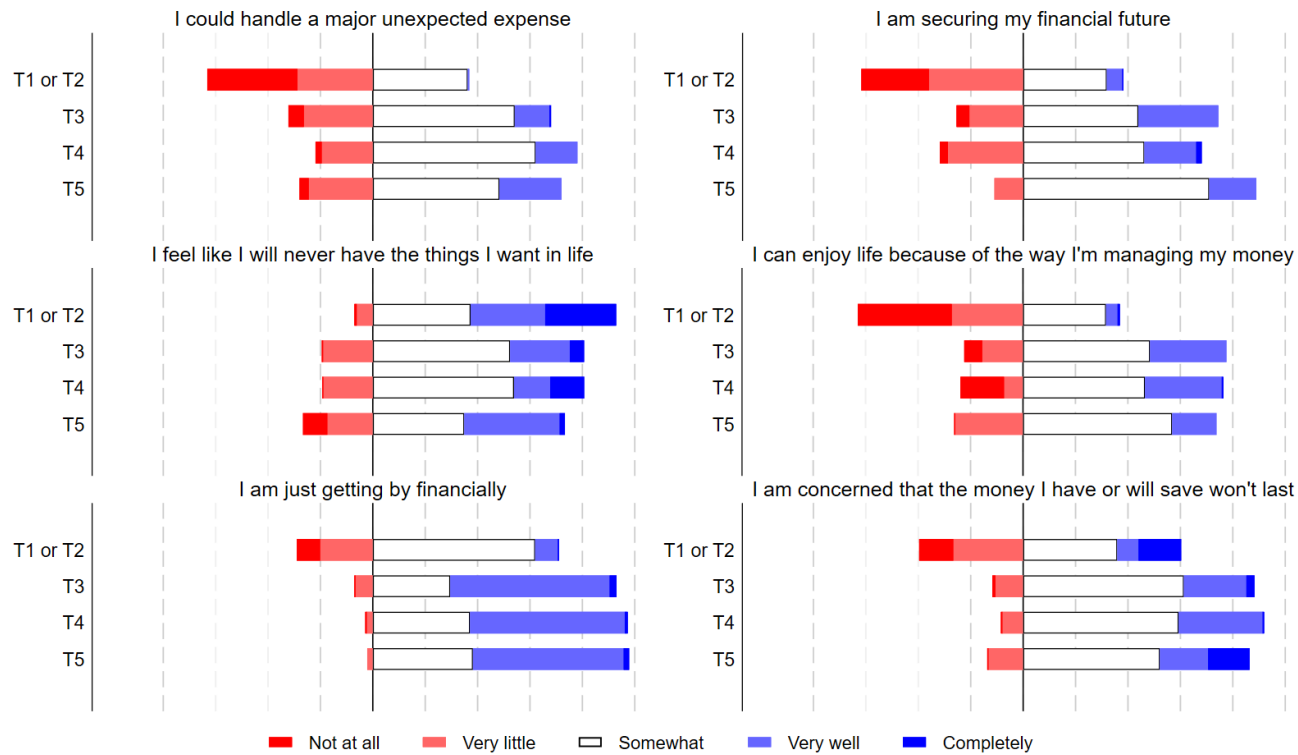 I could handle a major unexpected expense
T1 or T2
T3
T4
T5
I am securing my financial future
T1 or T2
T3
T4
T5
I feel like I will never have the things I want in life
T1 or T2
T3
T4
T5
I can enjoy life because of the way I'm managing my money
T1 or T2
T3
T4
T5
I am just getting by financially
T1 or T2
T3
T4
T5
I am concerned that the money I have or will save won't last
T1 or T2
T3
T4
T5
Not at all Very little Somewhat Very well Completely